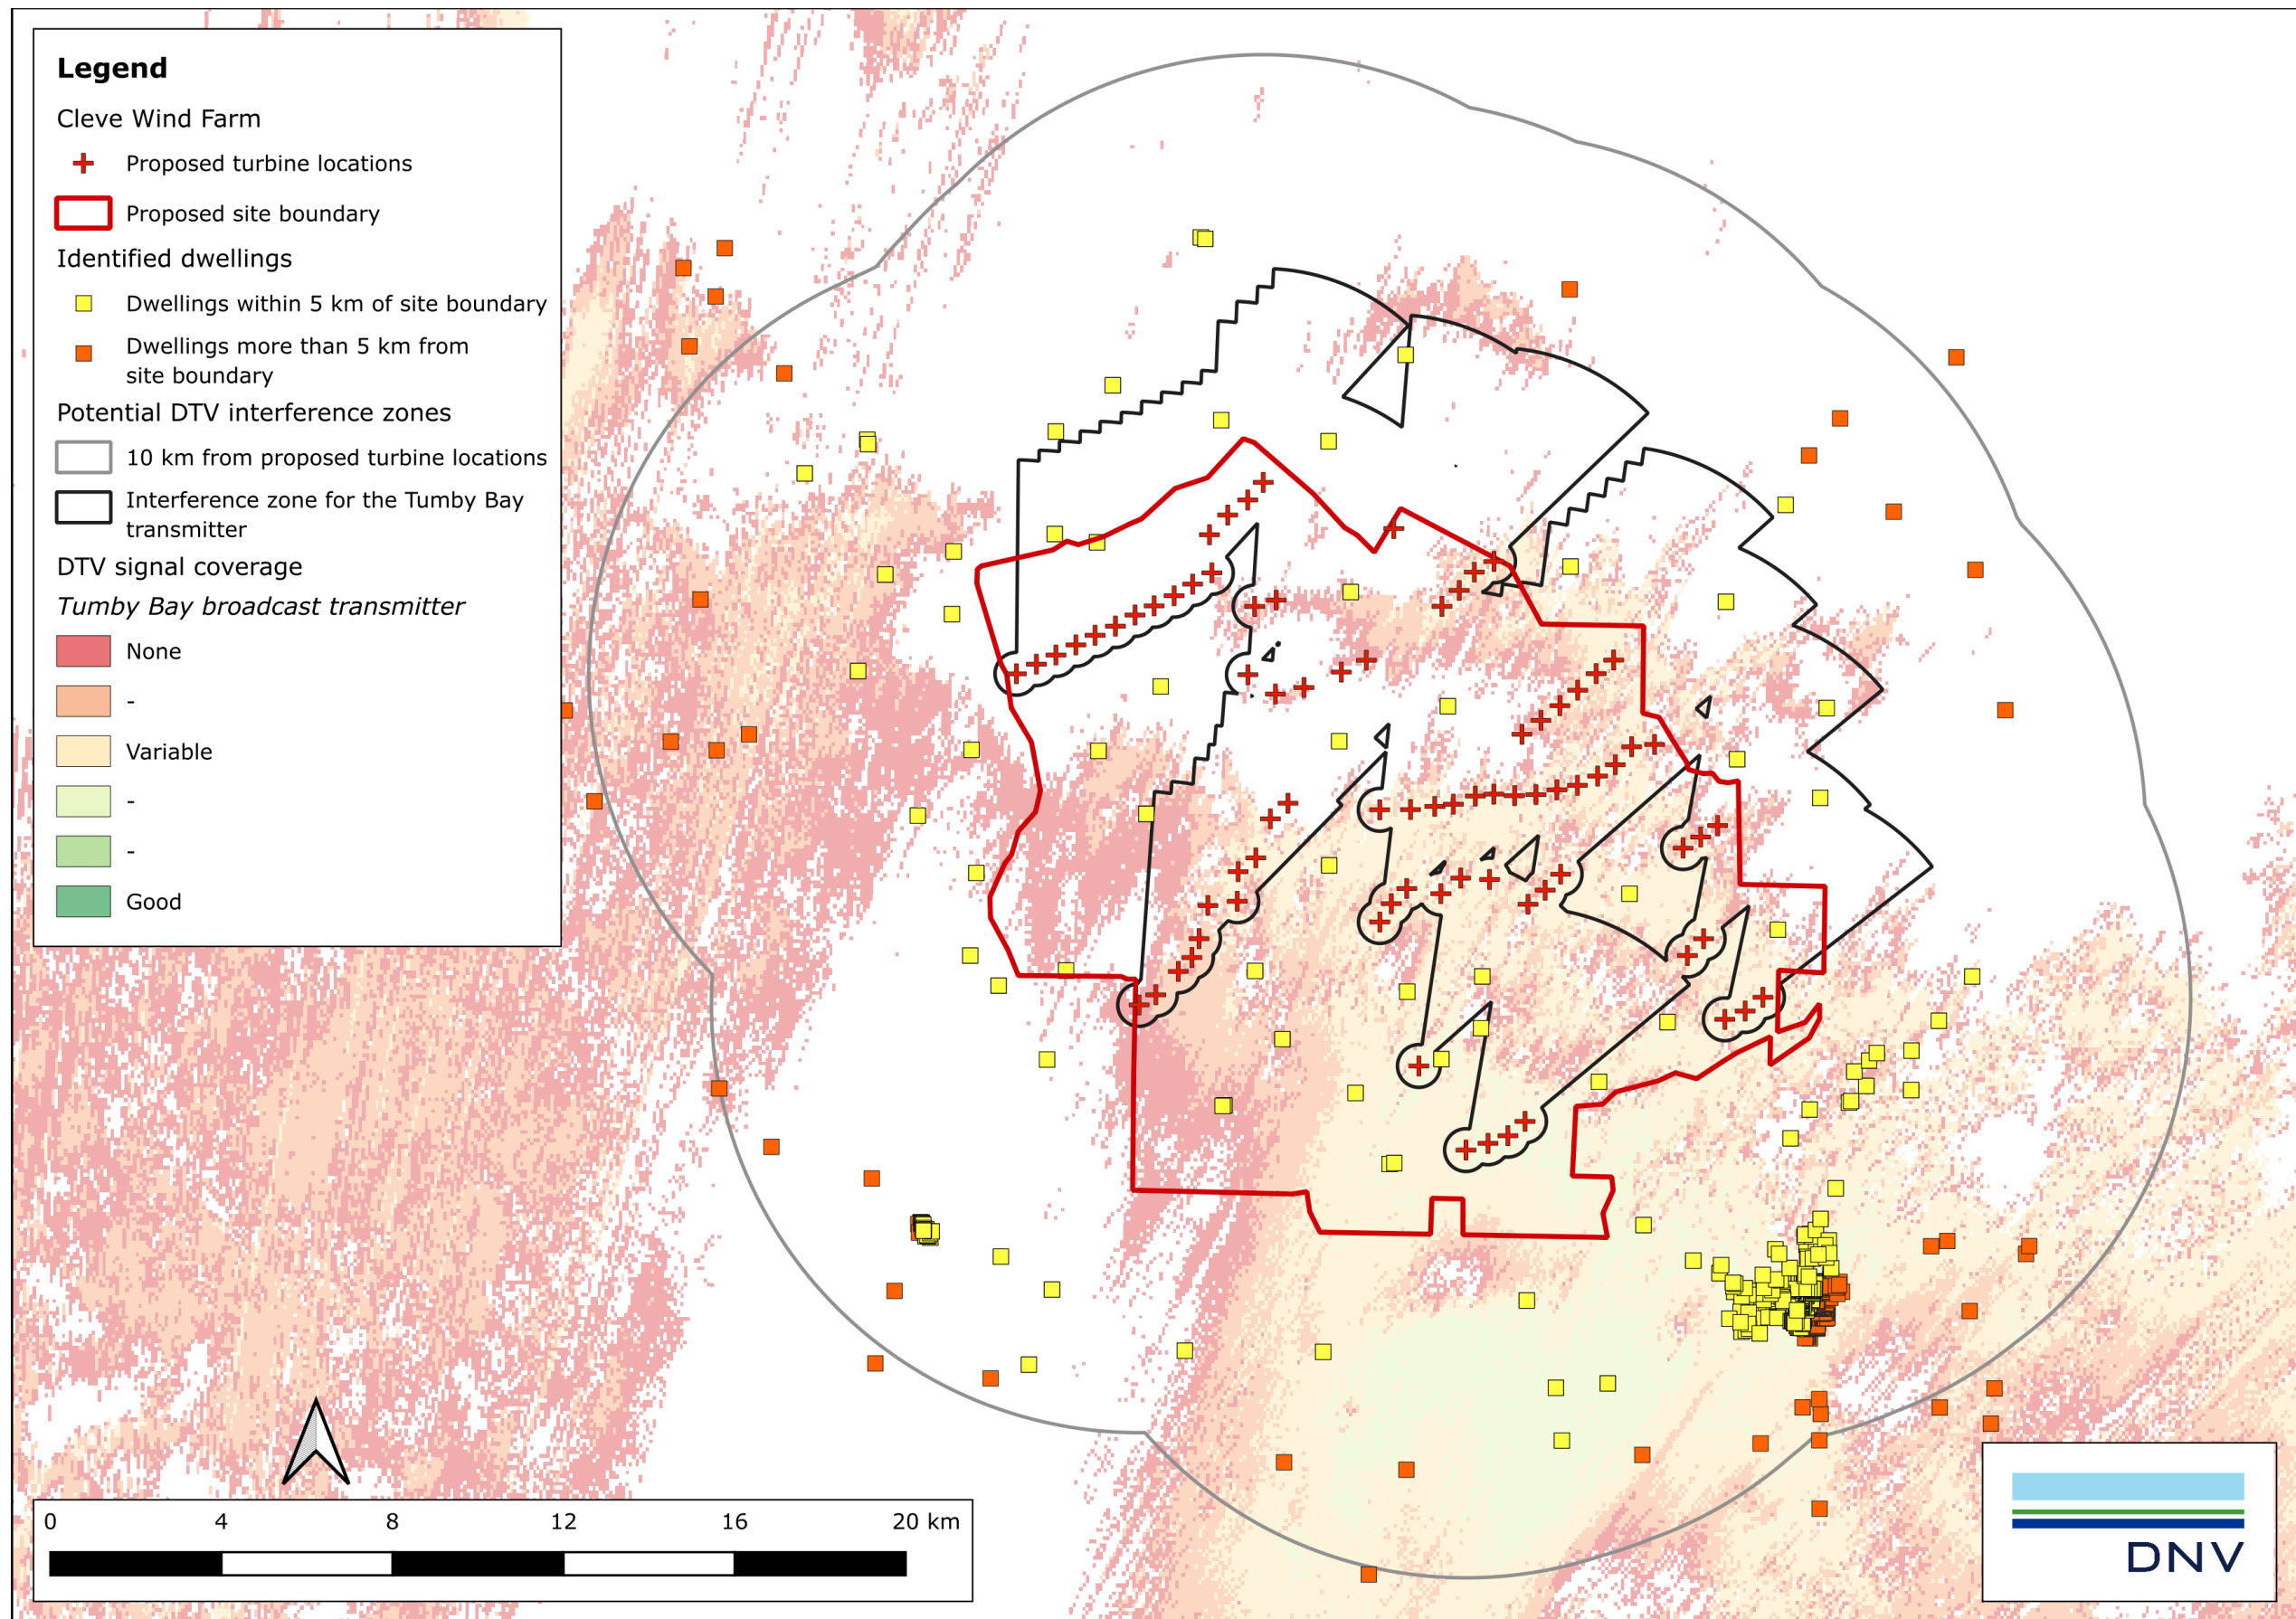 Legend
Cleve Wind Farm
Proposed turbine locations
Proposed site boundary
Identified dwellings
Dwellings within 5 km of site boundary
Dwellings more than 5 km from
site boundary
Potential DTV interference zones
10 km from proposed turbine locations
Interference zone for the Tumby Bay
transmitter
DTV signal coverage
Tumby Bay broadcast transmitter
None
-
Variable
-
-
Good
0 4 8 12 16 20 km
DNV